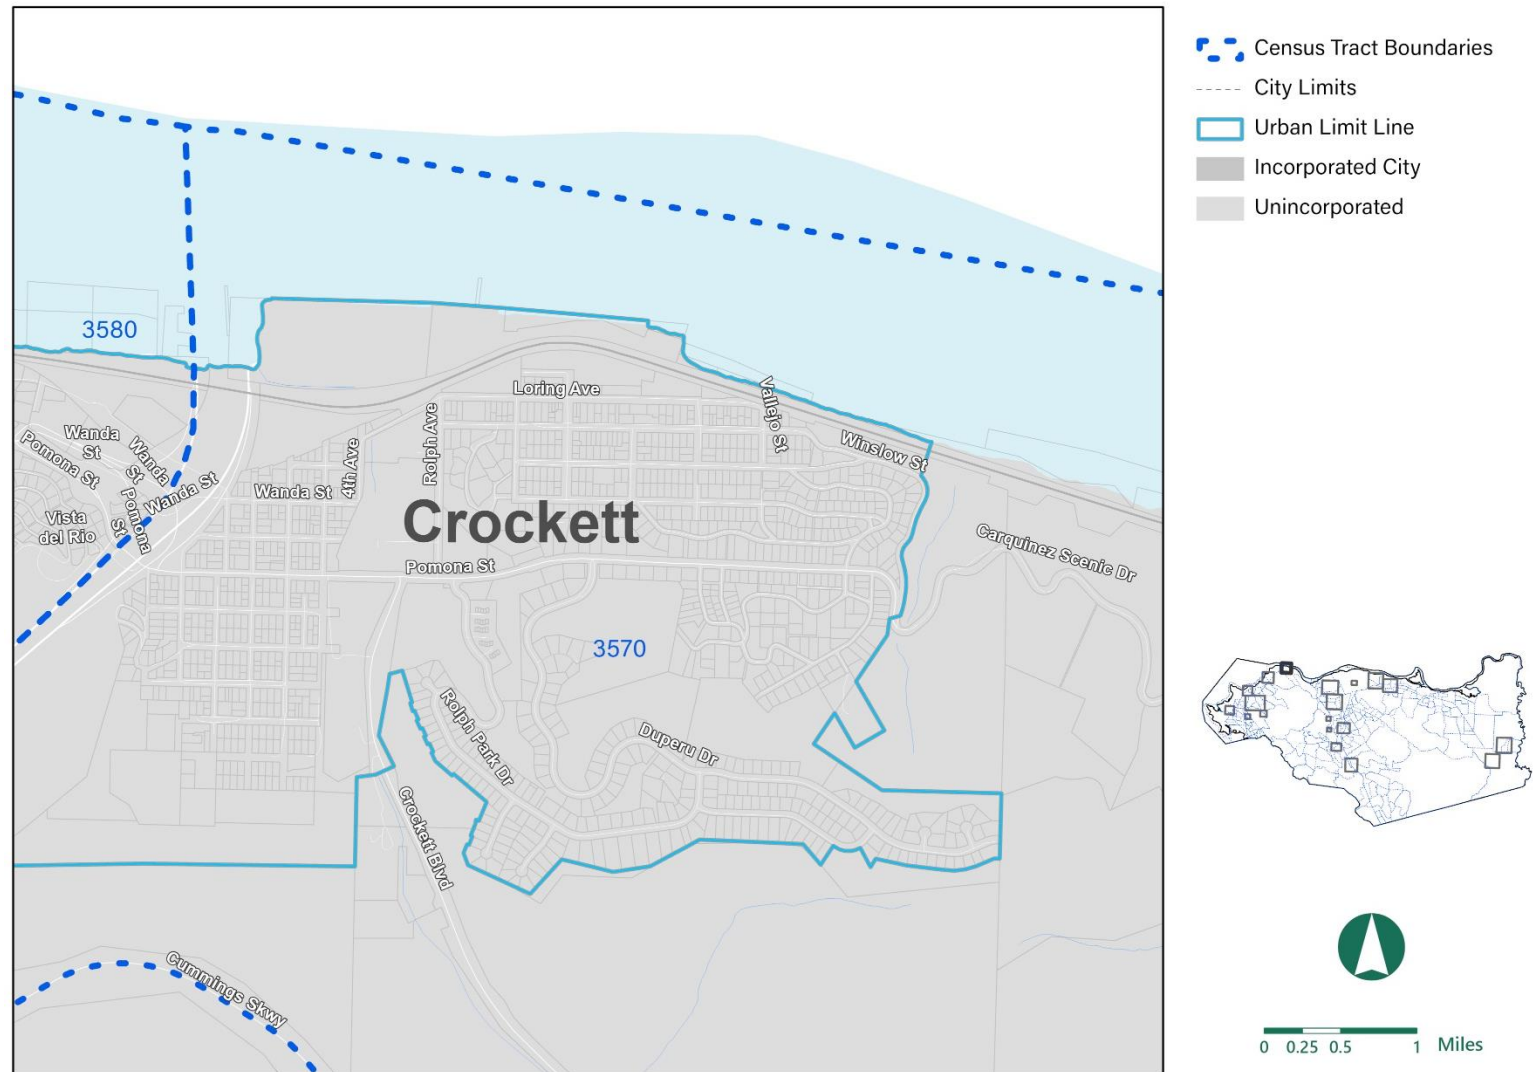 Census Tract Boundaries
City Limits
Urban Limit Line
Incorporated City
Unincorporated
3580
Loring Ave
Vallejo St
Rolph Ave
Winslow St
Wanda
St
Wanda
St
Pomona St
4th Ave
Wanda St
Wanda St
Pomona
St
Vista
del Rio
Crockett
Carquinez Scenic Dr
Pomona St
3570
Rolph Park Dr
Duperu Dr
Crockett Blvd
Cummings Skwy
0 0.25 0.5 1 Miles